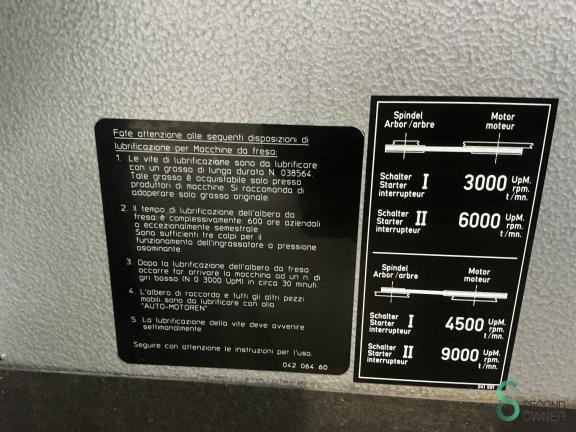 Fate attenzione alle seguenti disposizioni di
lubrificazione per Macchine da fresa:
1. Le vite di lubrificazione sono da lubrificare
con un grasso di lunga durata N. 038564.
Tale grasso è acquistabile solo presso
produttori di macchine. Si raccomanda di
adoperare solo grasso originale
2. Il tempo di lubrificazione dell'albero da
fresa è complessivamente 600 ore aziendali
o eccezionalmente semestrale.
Sono sufficienti tre colpi per il
funzionamento dell'ingrassatore a pressione
asominante.
3. Dopo la lubrificazione dell'albero da fresa
occorre far arrivare la macchina ad un n. di
giri basso (N 0 3000 UpM) in circa 30 minuti.
4. L'albero di raccordo e tutti gli altri pezzi
mobili sono da lubrificare con olio
"AUTO-MOTOREN"
5. La lubrificazione della vite deve avvenire
settimanalmente.
Seguire con attenzione le instruzioni per l'uso.
042 064 60
Spindel
Arbor/arbre
Motor
moteur
Schalter
Starter
interrupteur
I
3000
UpM.
rpm.
t/mn.
Schalter
Starter
interrupteur
II
6000
UpM.
rpm.
t/mn.
Spindel
Arbor/arbre
Motor
moteur
Schalter
Starter
interrupteur
I
4500
UpM.
rpm.
t/mn.
Schalter
Starter
interrupteur
II
9000
UpM.
rpm.
t/mn.
SECOND
OWNER